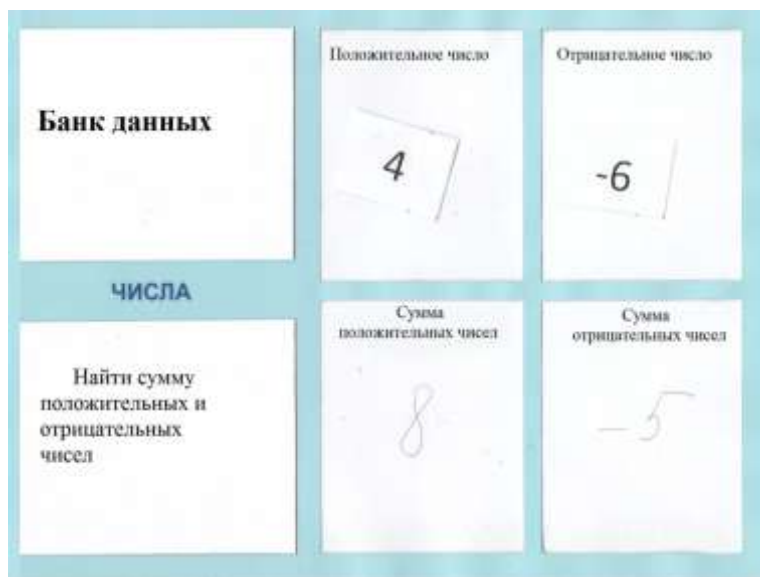 Банк данных
ЧИСЛА
Найти сумму
положительных и
отрицательных
чисел
Положительное число
4
Отрицательное число
-6
Сумма
положительных чисел
8
Сумма
отрицательных чисел
-5